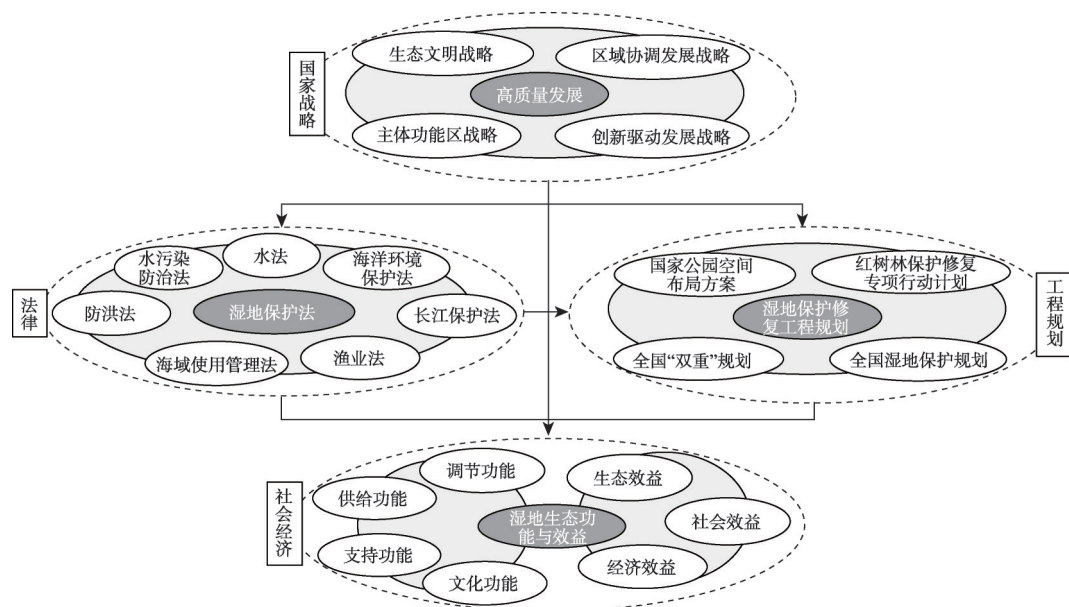 国家战略
生态文明战略
区域协调发展战略
高质量发展
主体功能区战略
创新驱动发展战略
法律
水污染
防治法
水法
海洋环境
保护法
防洪法
湿地保护法
长江保护法
海域使用管理法
渔业法
工程规划
国家公园空间
布局方案
红树林保护修复
专项行动计划
湿地保护修
复工程规划
全国“双重”规划
全国湿地保护规划
社会经济
调节功能
供给功能
支持功能
文化功能
湿地生态功
能与效益
生态效益
社会效益
经济效益